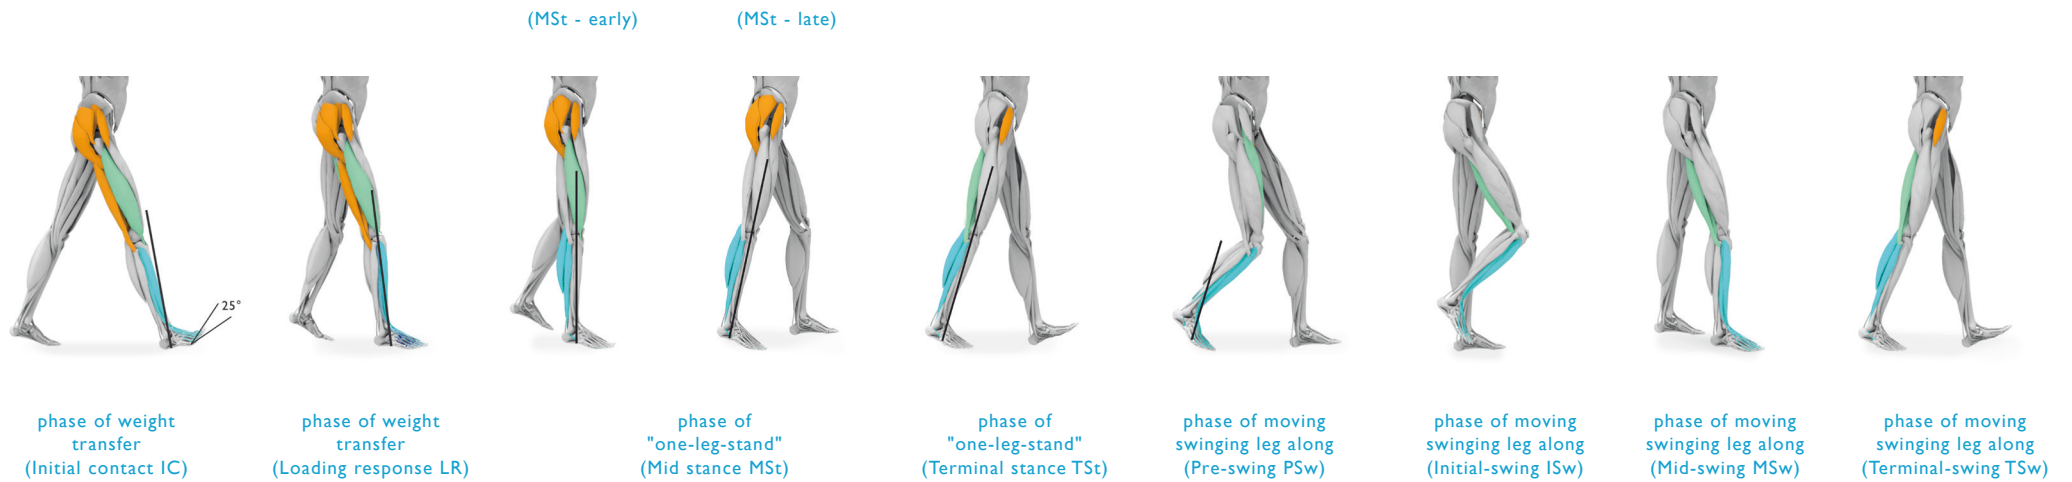 (MSt - early)
(MSt - late)
25°
phase of weight
transfer
(Initial contact IC)
phase of weight
transfer
(Loading response LR)
phase of
"one-leg-stand"
(Mid stance MSt)
phase of
"one-leg-stand"
(Terminal stance TSt)
phase of moving
swinging leg along
(Pre-swing PSw)
phase of moving
swinging leg along
(Initial-swing ISw)
phase of moving
swinging leg along
(Mid-swing MSw)
phase of moving
swinging leg along
(Terminal-swing TSw)